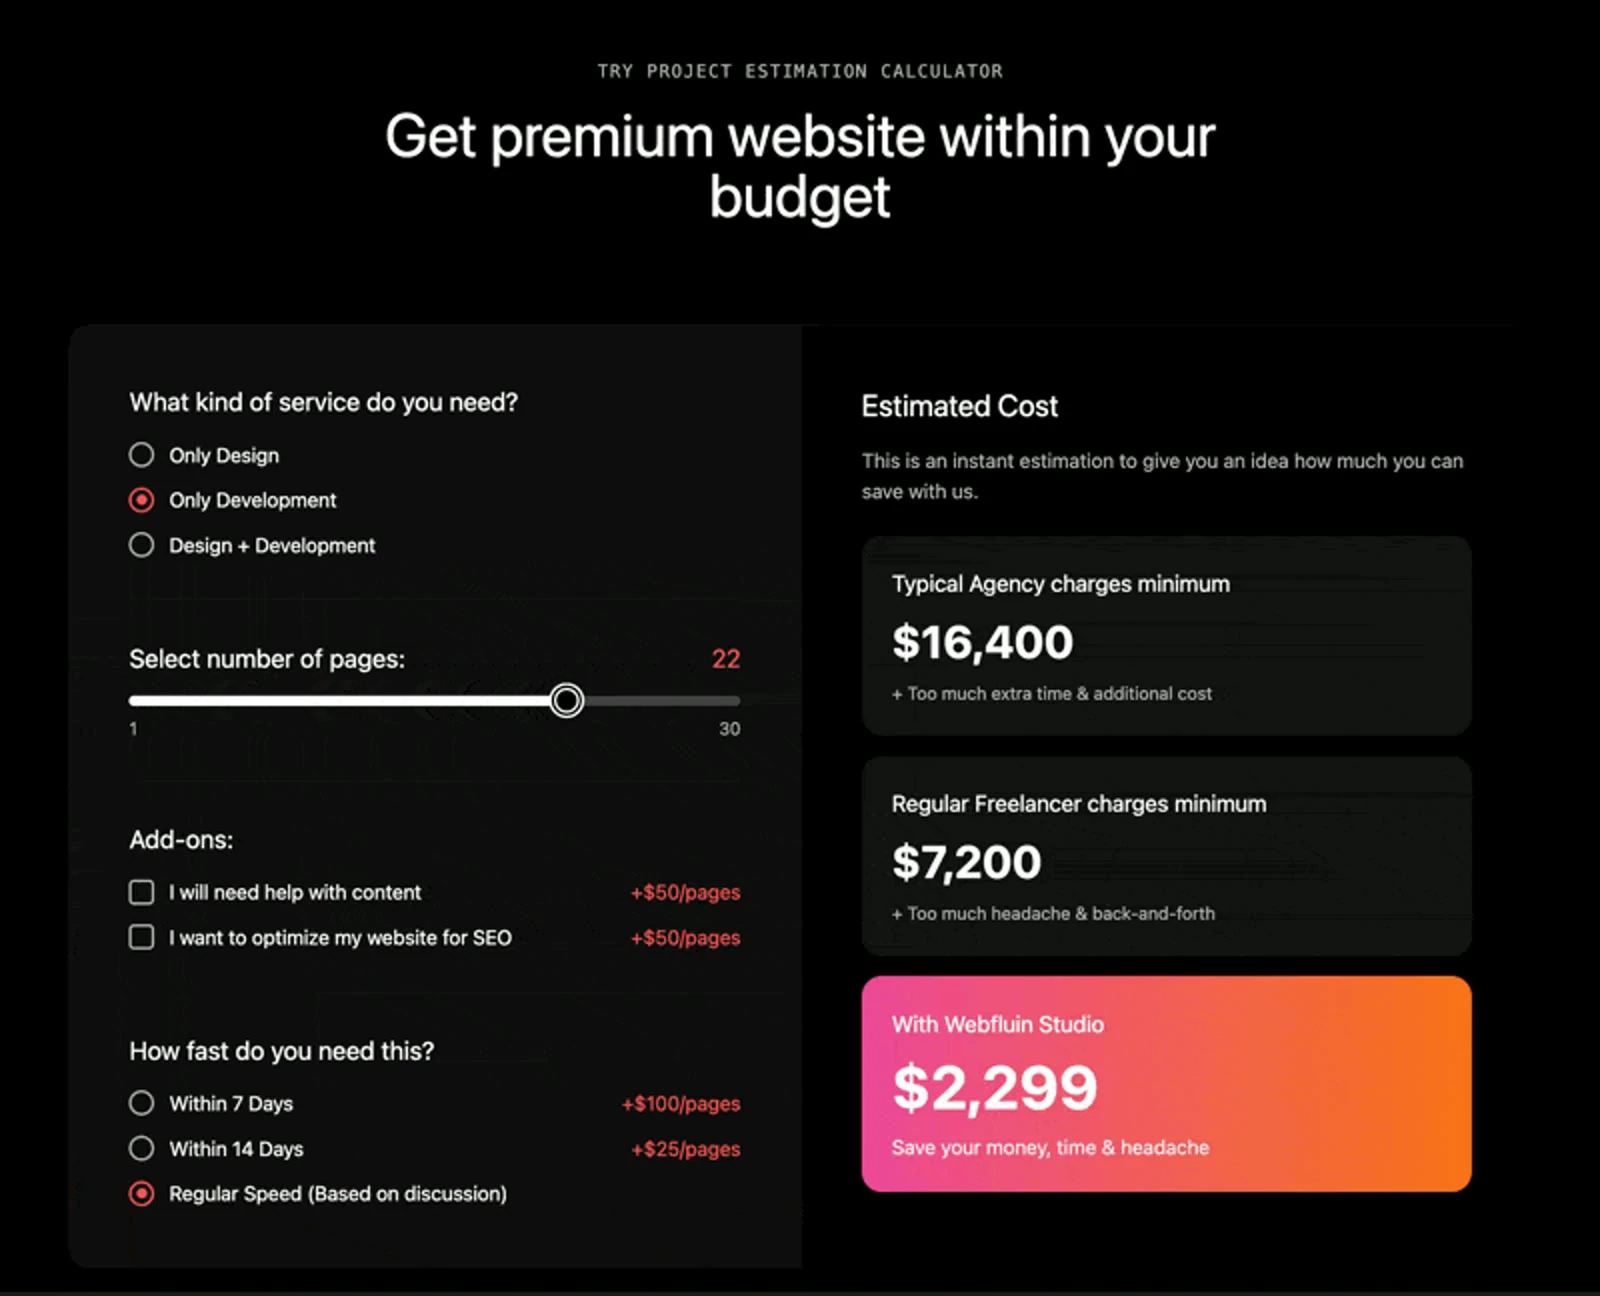 TRY PROJECT ESTIMATION CALCULATOR
Get premium website within your
budget
What kind of service do you need?
Only Design
Only Development
Design + Development
Select number of pages: 22
1 30
Add-ons:
I will need help with content +$50/pages
I want to optimize my website for SEO +$50/pages
How fast do you need this?
Within 7 Days +$100/pages
Within 14 Days +$25/pages
Regular Speed (Based on discussion)
Estimated Cost
This is an instant estimation to give you an idea how much you can
save with us.
Typical Agency charges minimum
$16,400
+ Too much extra time & additional cost
Regular Freelancer charges minimum
$7,200
+ Too much headache & back-and-forth
With Webfluin Studio
$2,299
Save your money, time & headache